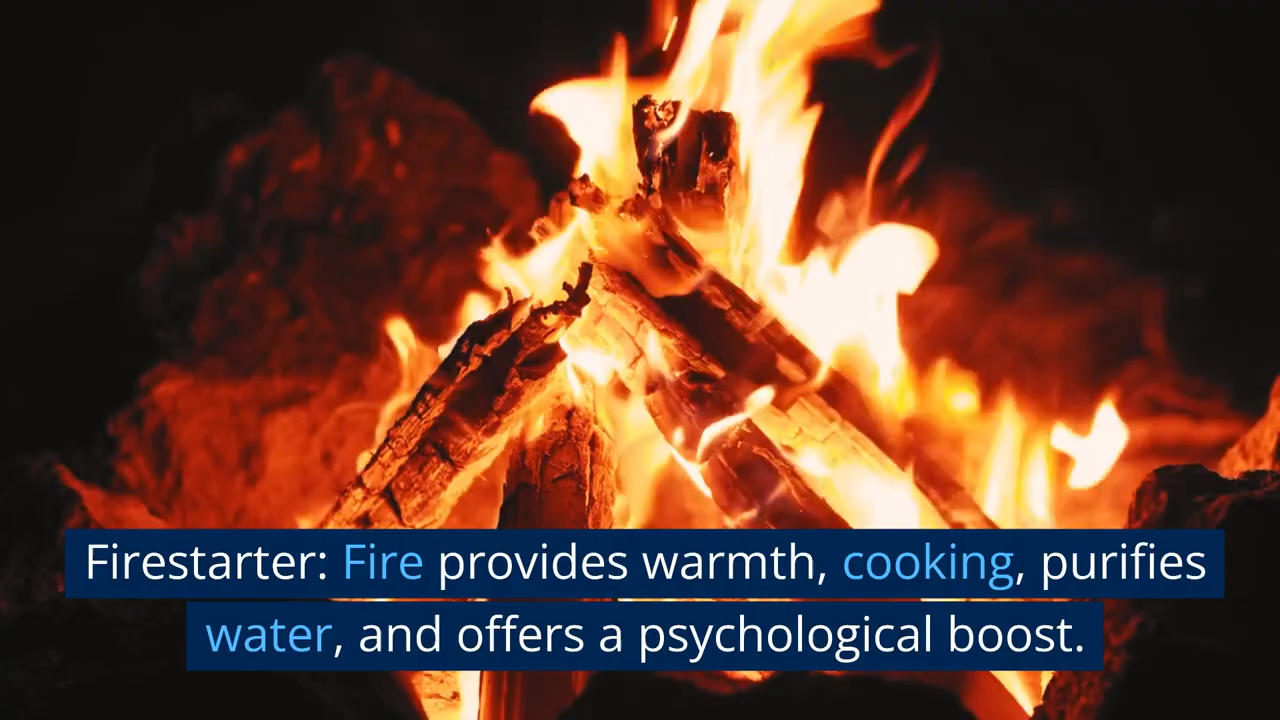 Firestarter: Fire provides warmth, cooking, purifies
water, and offers a psychological boost.